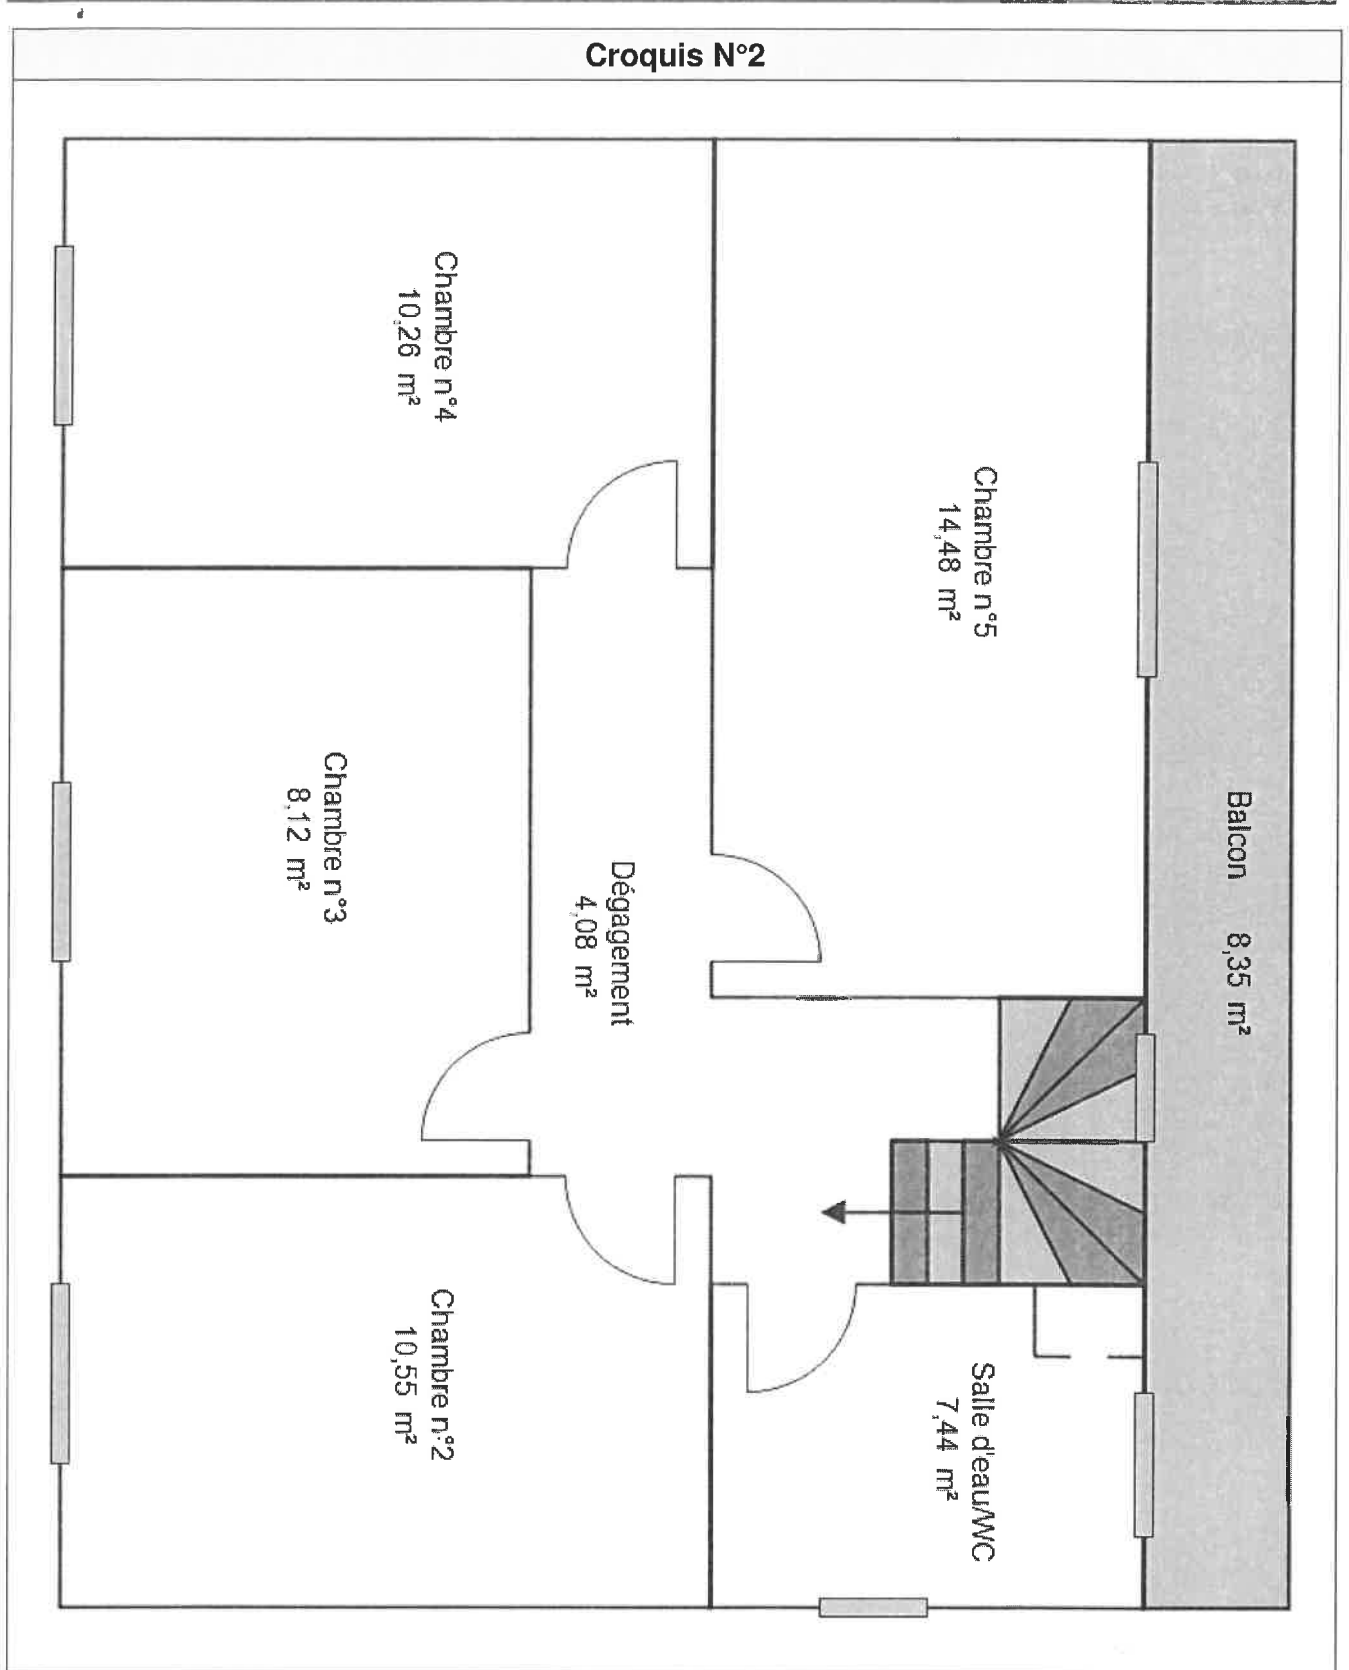 Croquis N°2
Chambre n°4
10,26 m²
Chambre n°5
14,48 m²
Balcon 8,35 m²
Chambre n°3
8,12 m²
Dégagement
4,08 m²
Chambre n°2
10,55 m²
Salle d'eau/WC
7,44 m²